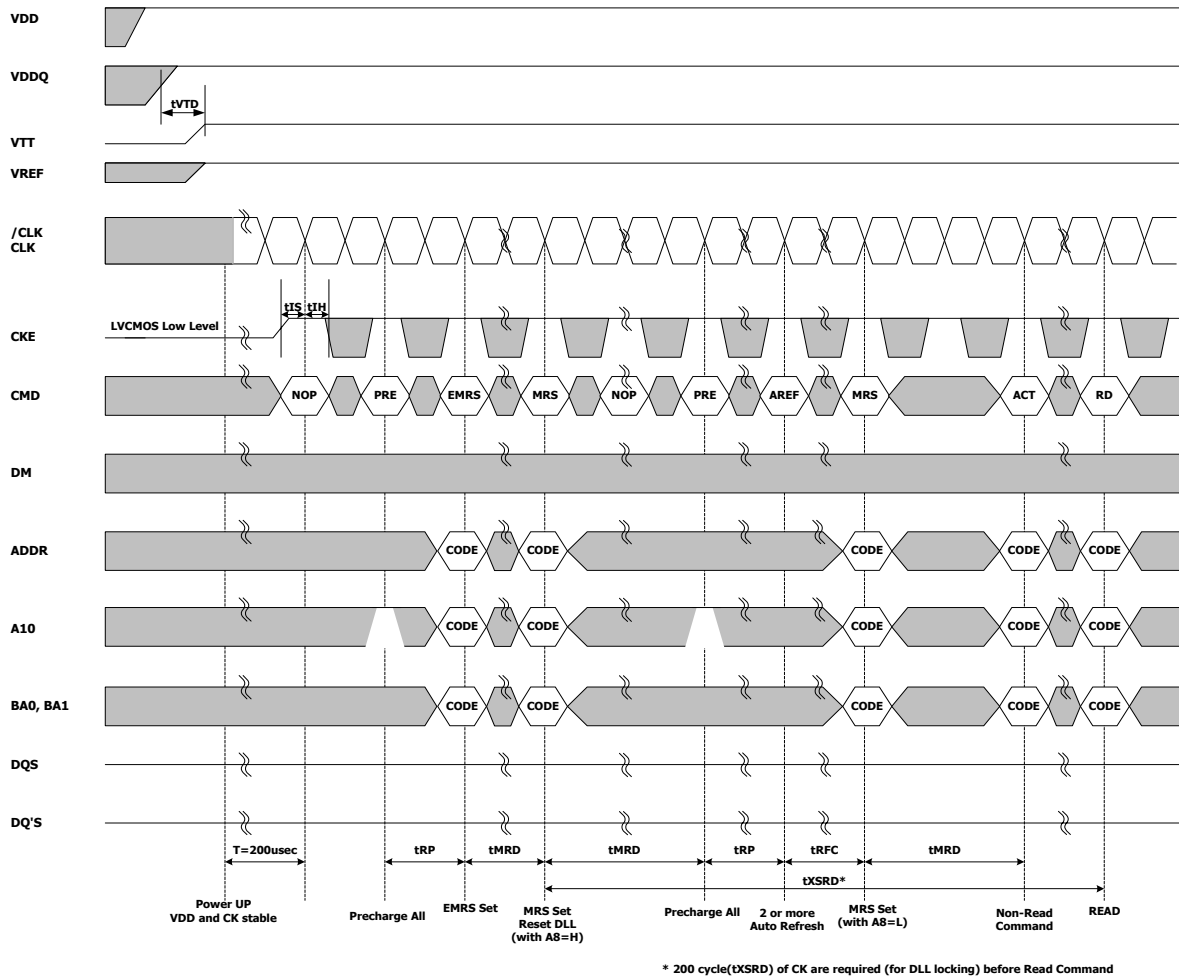 VDD
VDDQ
tVTD
VTT
VREF
/CLK
CLK
tIS tIH
CKE
LVCMOS Low Level
CMD
NOP PRE EMRS MRS NOP PRE AREF MRS ACT RD
DM
ADDR
CODE CODE CODE CODE CODE
A10
CODE CODE CODE CODE CODE
BA0, BA1
CODE CODE CODE CODE CODE
DQS
DQ'S
T=200usec tRP tMRD tMRD tRP tRFC tMRD
tXSRD*
Power UP
VDD and CK stable
Precharge All
EMRS Set
MRS Set
Reset DLL
(with A8=H)
Precharge All
2 or more
Auto Refresh
MRS Set
(with A8=L)
Non-Read
Command
READ
* 200 cycle(tXSRD) of CK are required (for DLL locking) before Read Command